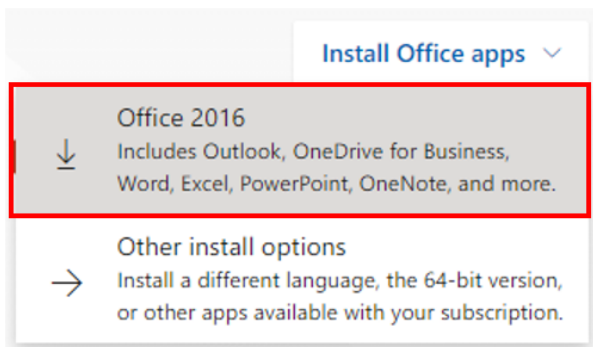 Install Office apps
Office 2016
Includes Outlook, OneDrive for Business,
Word, Excel, PowerPoint, OneNote, and more.
Other install options
Install a different language, the 64-bit version,
or other apps available with your subscription.